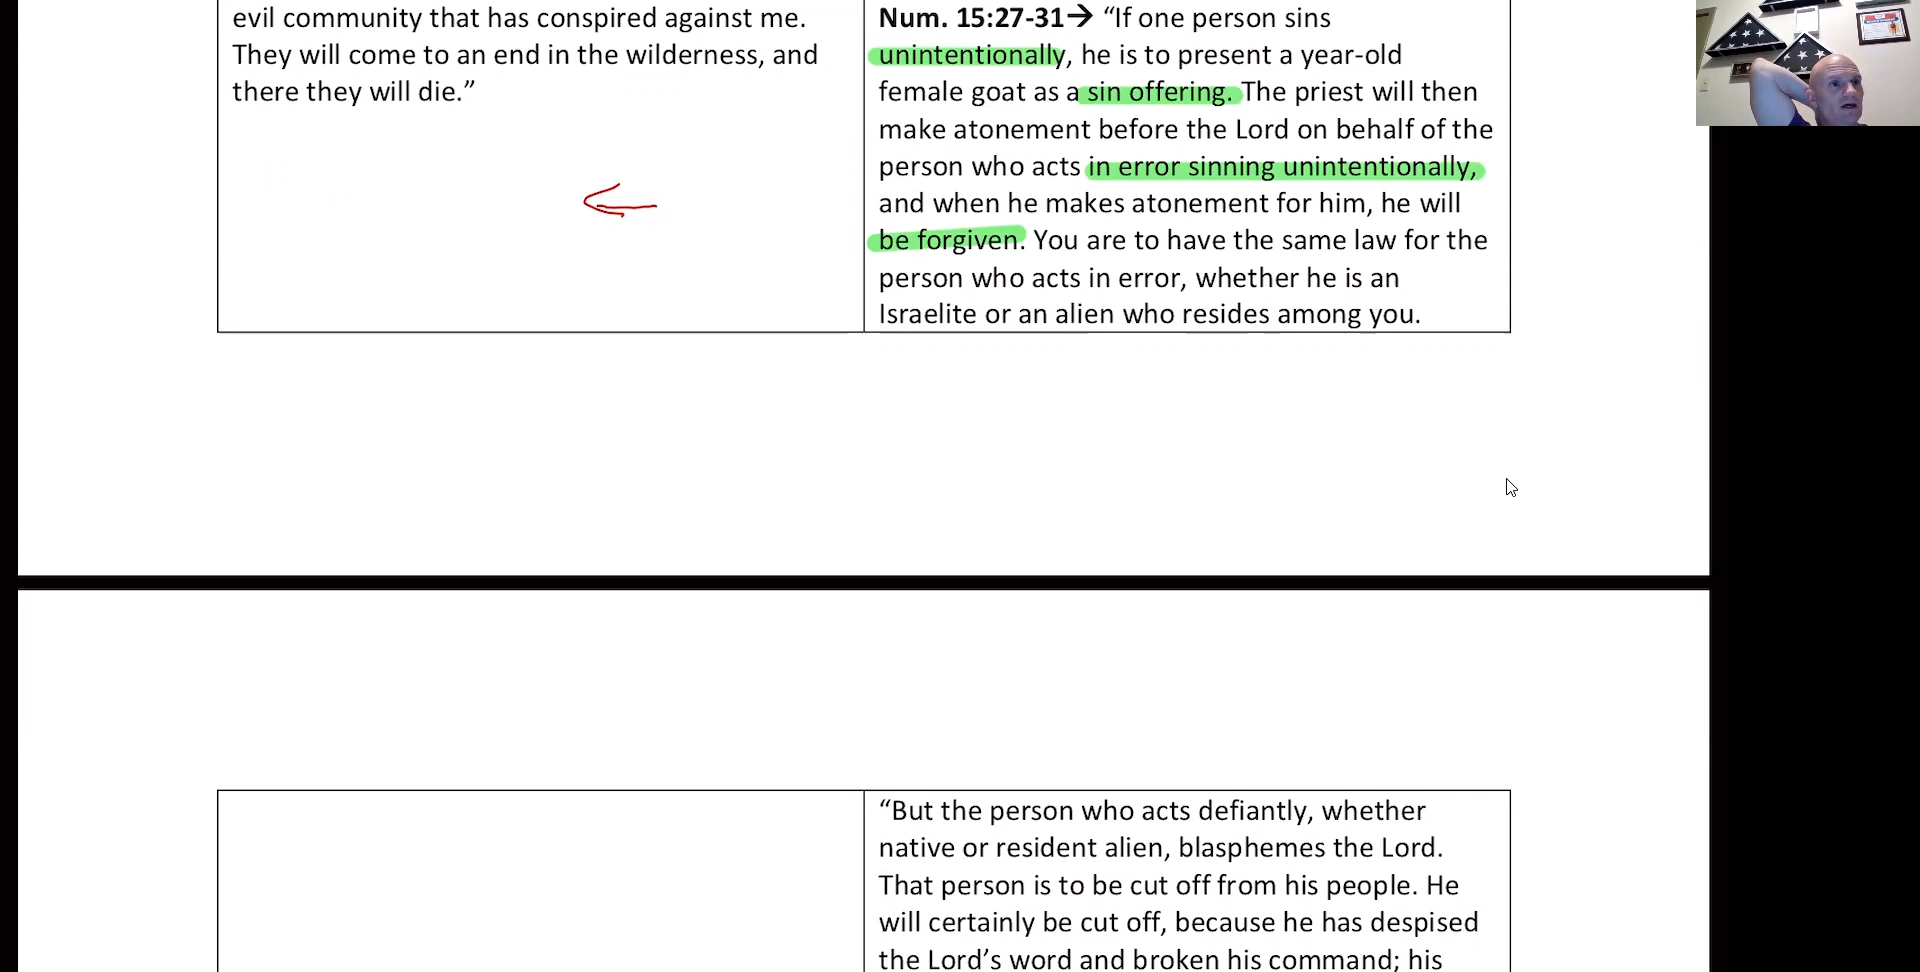 evil community that has conspired against me.
They will come to an end in the wilderness, and
there they will die.”
Num. 15:27-31→ “If one person sins
unintentionally, he is to present a year-old
female goat as a sin offering. The priest will then
make atonement before the Lord on behalf of the
person who acts in error sinning unintentionally,
and when he makes atonement for him, he will
be forgiven. You are to have the same law for the
person who acts in error, whether he is an
Israelite or an alien who resides among you.
“But the person who acts defiantly, whether
native or resident alien, blasphemes the Lord.
That person is to be cut off from his people. He
will certainly be cut off, because he has despised
the Lord’s word and broken his command; his